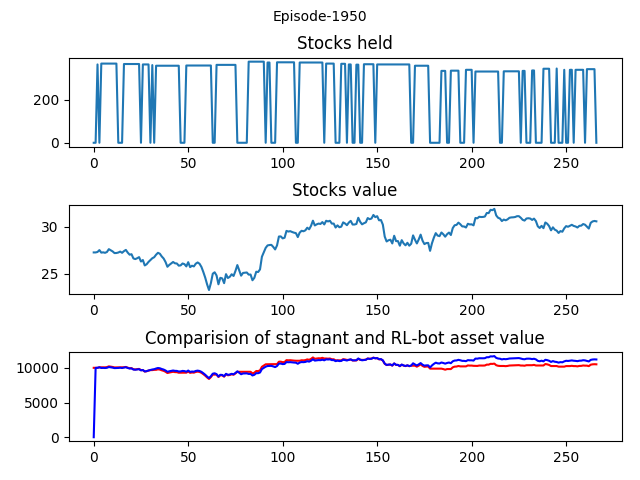 Episode-1950
Stocks held
200
0
0 50 100 150 200 250
Stocks value
30
25
0 50 100 150 200 250
Comparision of stagnant and RL-bot asset value
10000
5000
0
0 50 100 150 200 250